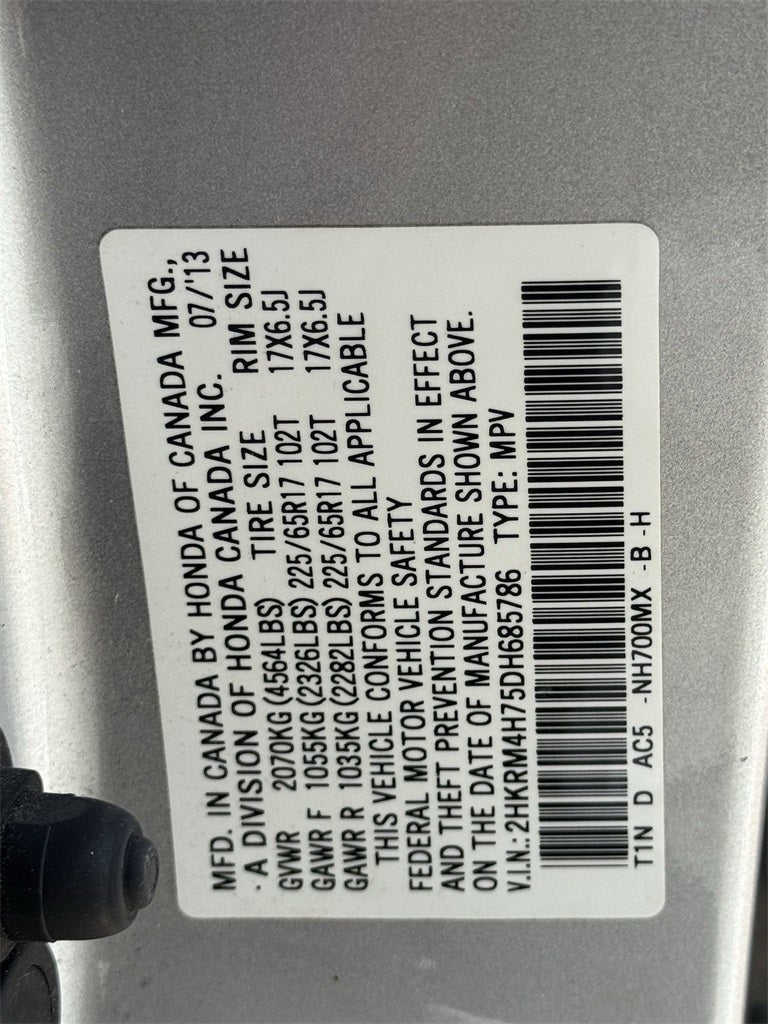 MFD. IN CANADA BY HONDA OF CANADA MFG.,
· A DIVISION OF HONDA CANADA INC. 07/'13
GVWR 2070KG (4564LBS) TIRE SIZE RIM SIZE
GAWR F 1055KG (2326LBS) 225/65R17 102T 17X6.5J
GAWR R 1035KG (2282LBS) 225/65R17 102T 17X6.5J
THIS VEHICLE CONFORMS TO ALL APPLICABLE
FEDERAL MOTOR VEHICLE SAFETY
AND THEFT PREVENTION STANDARDS IN EFFECT
ON THE DATE OF MANUFACTURE SHOWN ABOVE.
V.I.N.: 2HKRM4H75DH685786 TYPE: MPV
T1N D AC5 -NH700MX -B -H